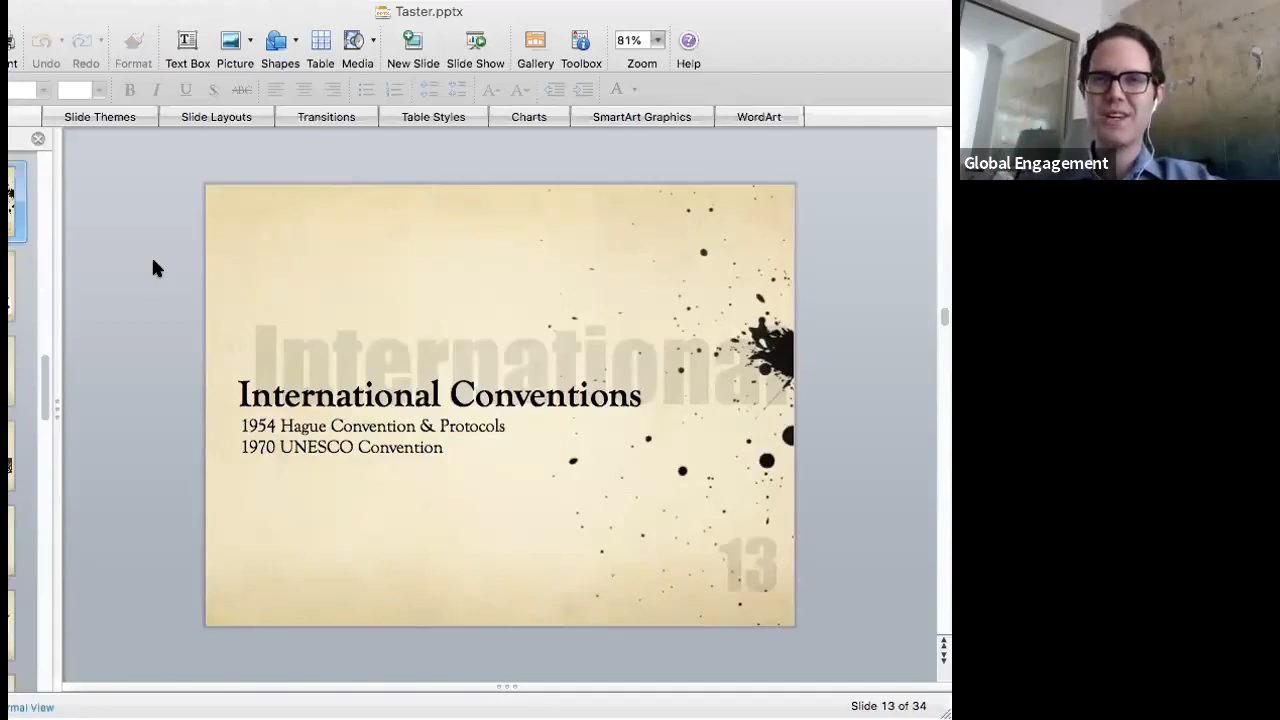 Taster.pptx
Undo Redo Format Text Box Picture Shapes Table Media New Slide Slide Show Gallery Toolbox 81% Zoom Help
B I U S ABC A A A
Slide Themes Slide Layouts Transitions Table Styles Charts SmartArt Graphics WordArt
Global Engagement
International
International Conventions
1954 Hague Convention & Protocols
1970 UNESCO Convention
13
Slide 13 of 34